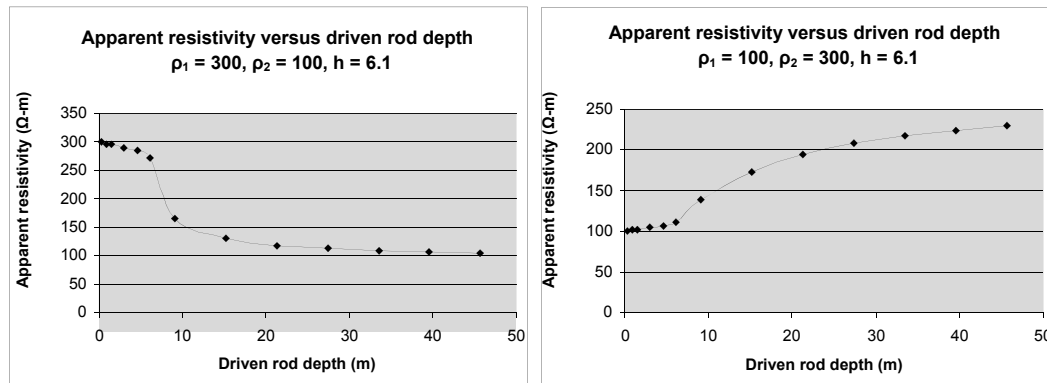 Apparent resistivity versus driven rod depth
ρ₁ = 300, ρ₂ = 100, h = 6.1
Apparent resistivity (Ω-m)
350
300
250
200
150
100
50
0
0 10 20 30 40 50
Driven rod depth (m)
Apparent resistivity versus driven rod depth
ρ₁ = 100, ρ₂ = 300, h = 6.1
Apparent resistivity (Ω-m)
250
200
150
100
50
0
0 10 20 30 40 50
Driven rod depth (m)